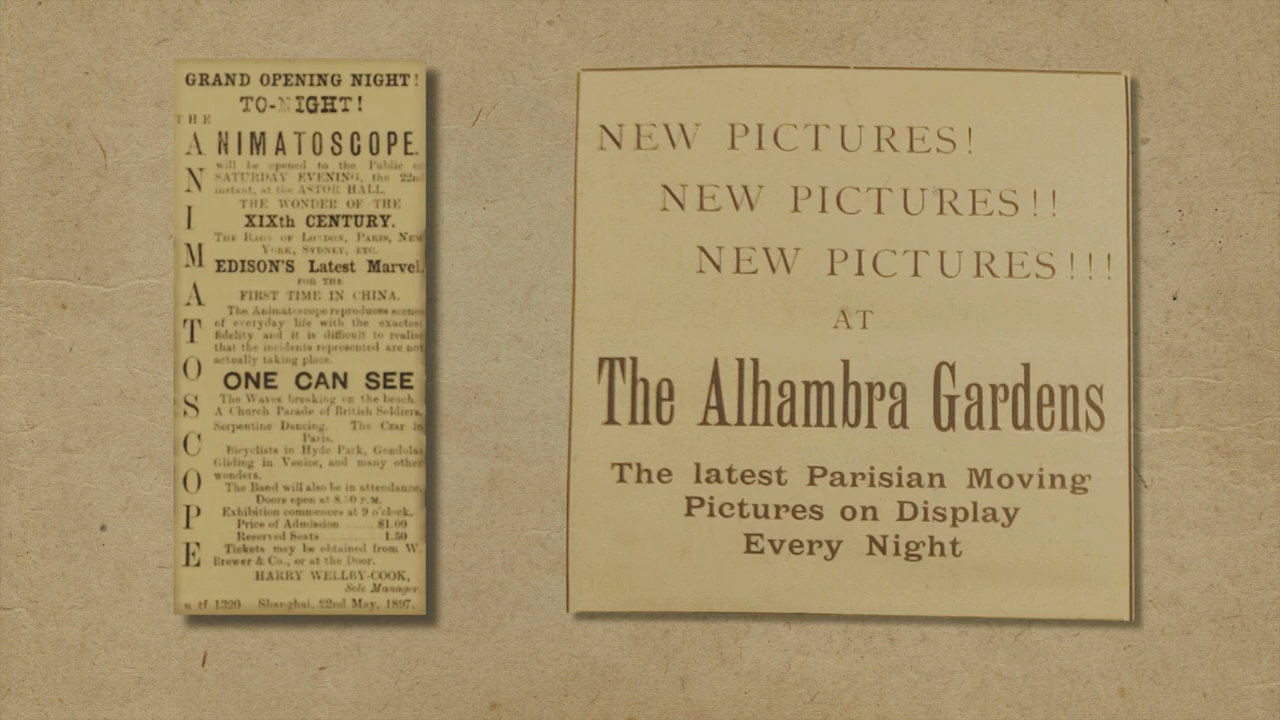 GRAND OPENING NIGHT!
TO-NIGHT!
THE
ANIMATOSCOPE
NIMATOSCOPE.
will be opened to the Public
SATURDAY EVENING, the 22nd
instant, at the ASTOR HALL.
THE WONDER OF THE
XIXth CENTURY.
THE RAGE OF LONDON, PARIS, NEW
YORK, SYDNEY, ETC.
EDISON'S Latest Marvel,
FOR THE
FIRST TIME IN CHINA.
The Animatoscope reproduces scenes
of everyday life with the exactest
fidelity and it is difficult to realise
that the incidents represented are not
actually taking place.
ONE CAN SEE
The Waves breaking on the beach.
A Church Parade of British Soldiers,
Serpentine Dancing. The Czar in
Paris.
Bicyclists in Hyde Park, Gondolas
Gliding in Venice, and many other
wonders.
The Band will also be in attendance.
Doors open at 8. 0 P.M.
Exhibition commences at 9 o'clock.
Price of Admission ...... $1.00
Reserved Seats ............ 1.50
Tickets may be obtained from W.
Brewer & Co., or at the Door.
HARRY WELBY-COOK,
Sole Manager.
n tf 1320 Shanghai, 22nd May, 1897.
NEW PICTURES!
NEW PICTURES!!
NEW PICTURES!!!
AT
The Alhambra Gardens
The latest Parisian Moving
Pictures on Display
Every Night